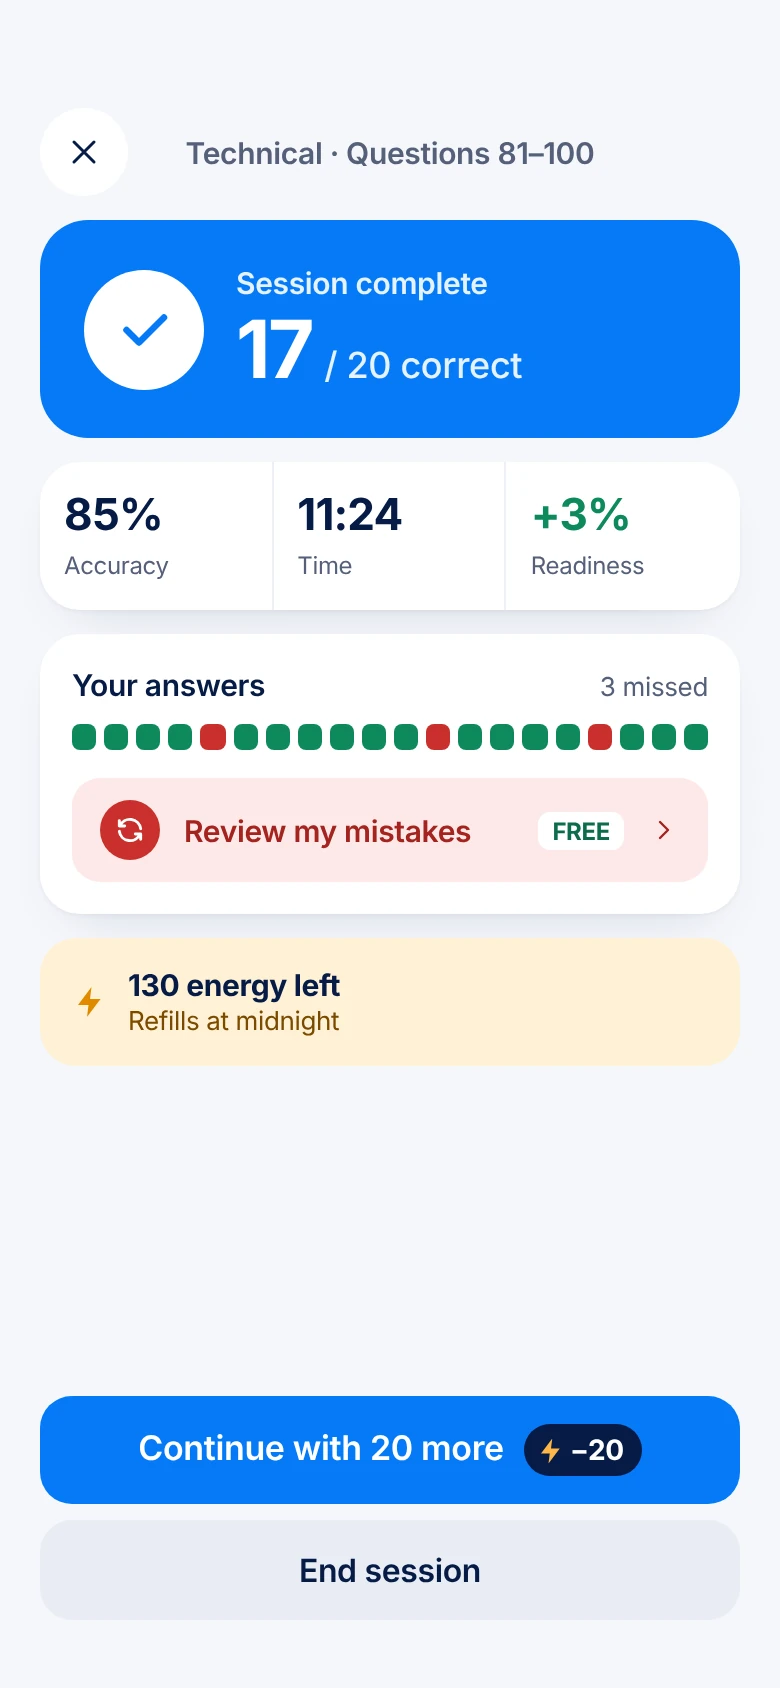 Technical · Questions 81–100
Session complete
17 / 20 correct
85%
Accuracy
11:24
Time
+3%
Readiness
Your answers
3 missed
Review my mistakes
FREE
130 energy left
Refills at midnight
Continue with 20 more
–20
End session